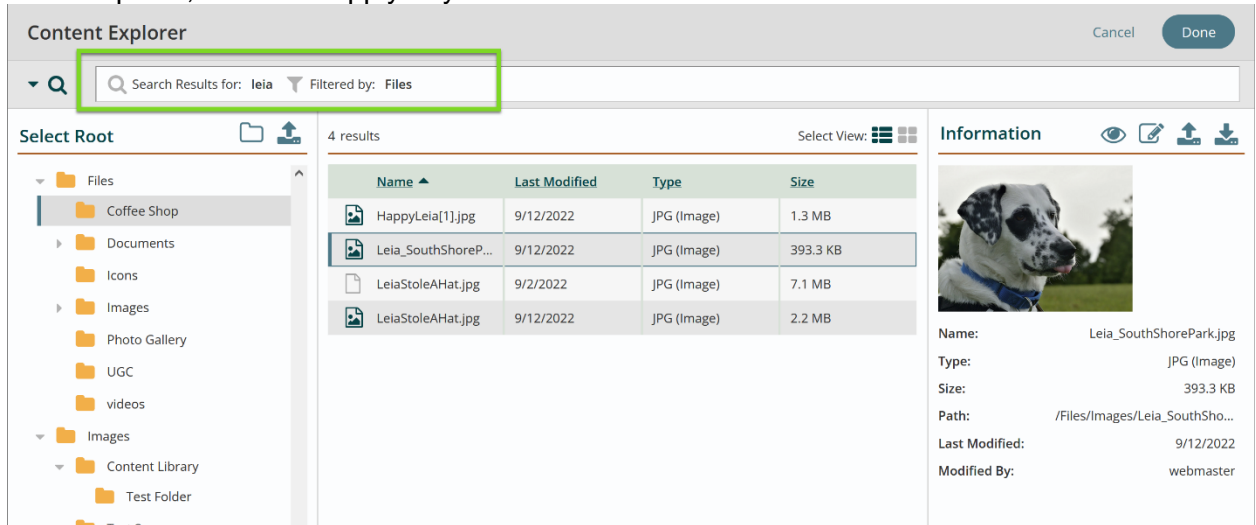 Content Explorer
Cancel
Done
Search Results for: leia Filtered by: Files
Select Root
4 results
Select View:
Information
Files
Coffee Shop
Documents
Icons
Images
Photo Gallery
UGC
videos
Images
Content Library
Test Folder
Name Last Modified Type Size
HappyLeia[1].jpg 9/12/2022 JPG (Image) 1.3 MB
Leia_SouthShoreP... 9/12/2022 JPG (Image) 393.3 KB
LeiaStoleAHat.jpg 9/2/2022 JPG (Image) 7.1 MB
LeiaStoleAHat.jpg 9/12/2022 JPG (Image) 2.2 MB
Name: Leia_SouthShorePark.jpg
Type: JPG (Image)
Size: 393.3 KB
Path: /Files/Images/Leia_SouthSho...
Last Modified: 9/12/2022
Modified By: webmaster